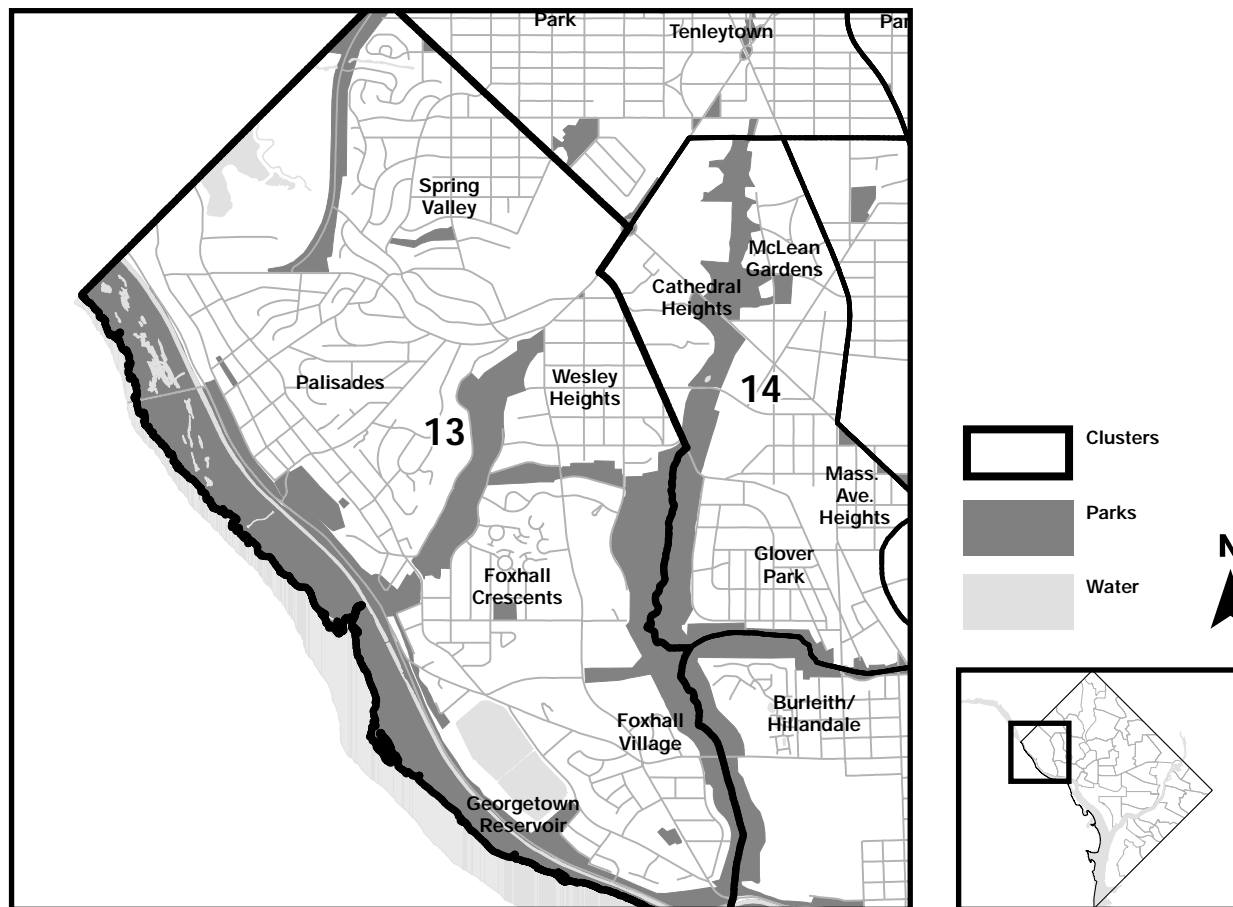 Park
Tenleytown
Par
Spring
Valley
McLean
Gardens
Cathedral
Heights
Palisades
Wesley
Heights
14
13
Mass.
Ave.
Heights
Glover
Park
Foxhall
Crescents
Burleith/
Hillandale
Foxhall
Village
Georgetown
Reservoir
Clusters
Parks
Water
N